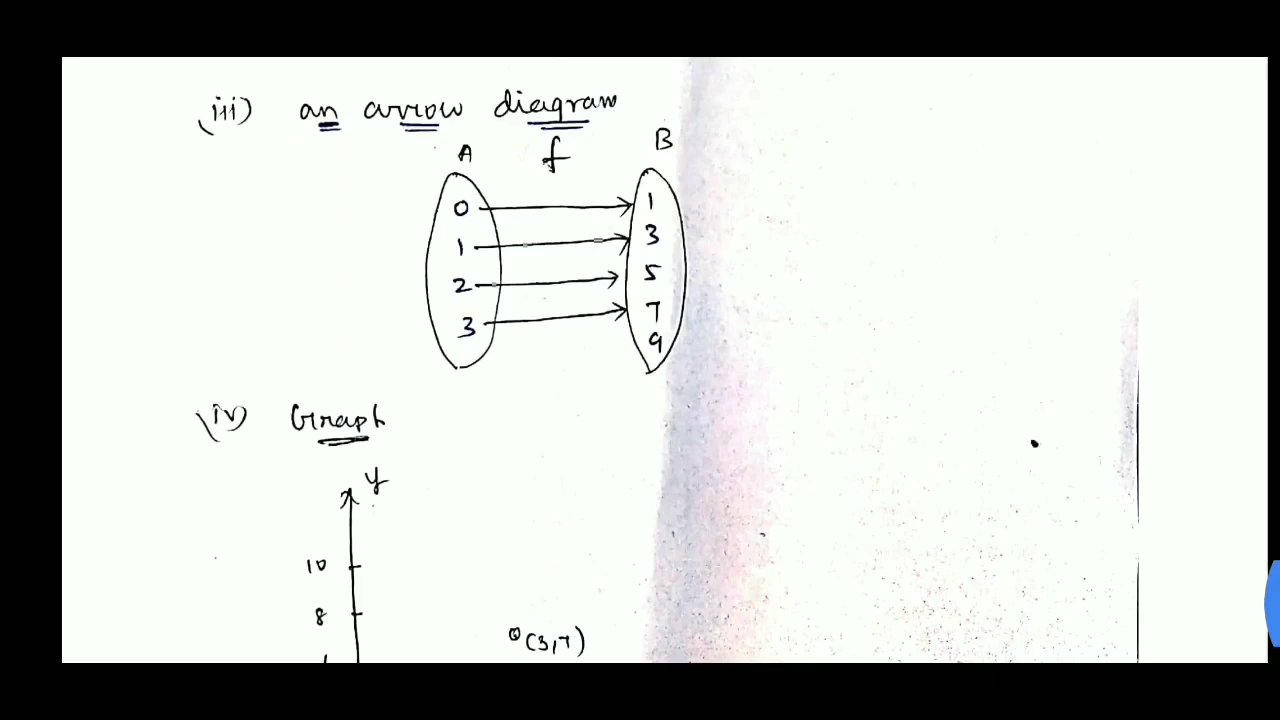 iii) an arrow diagram
A f B
0 1
1 3
2 5
3 7
9
iv) Graph
y
10
8
(3,7)